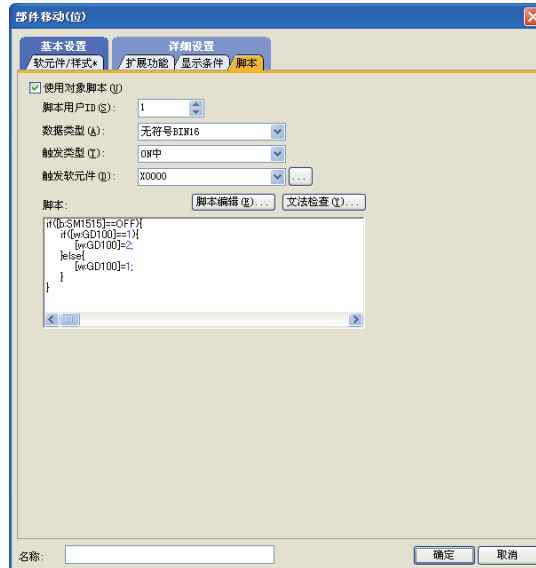 部件移动(位)
基本设置 详细设置
软元件/样式* 扩展功能 显示条件 脚本
使用对象脚本(U)
脚本用户ID(S): 1
数据类型(A): 无符号BIN16
触发类型(T): ON中
触发软元件(D): X0000 ...
脚本: 脚本编辑(E)... 文法检查(Y)...
if([b:SM1515]==OFF){
if([w:GD100]==1){
[w:GD100]=2;
}else{
[w:GD100]=1;
}
}
名称: 确定 取消